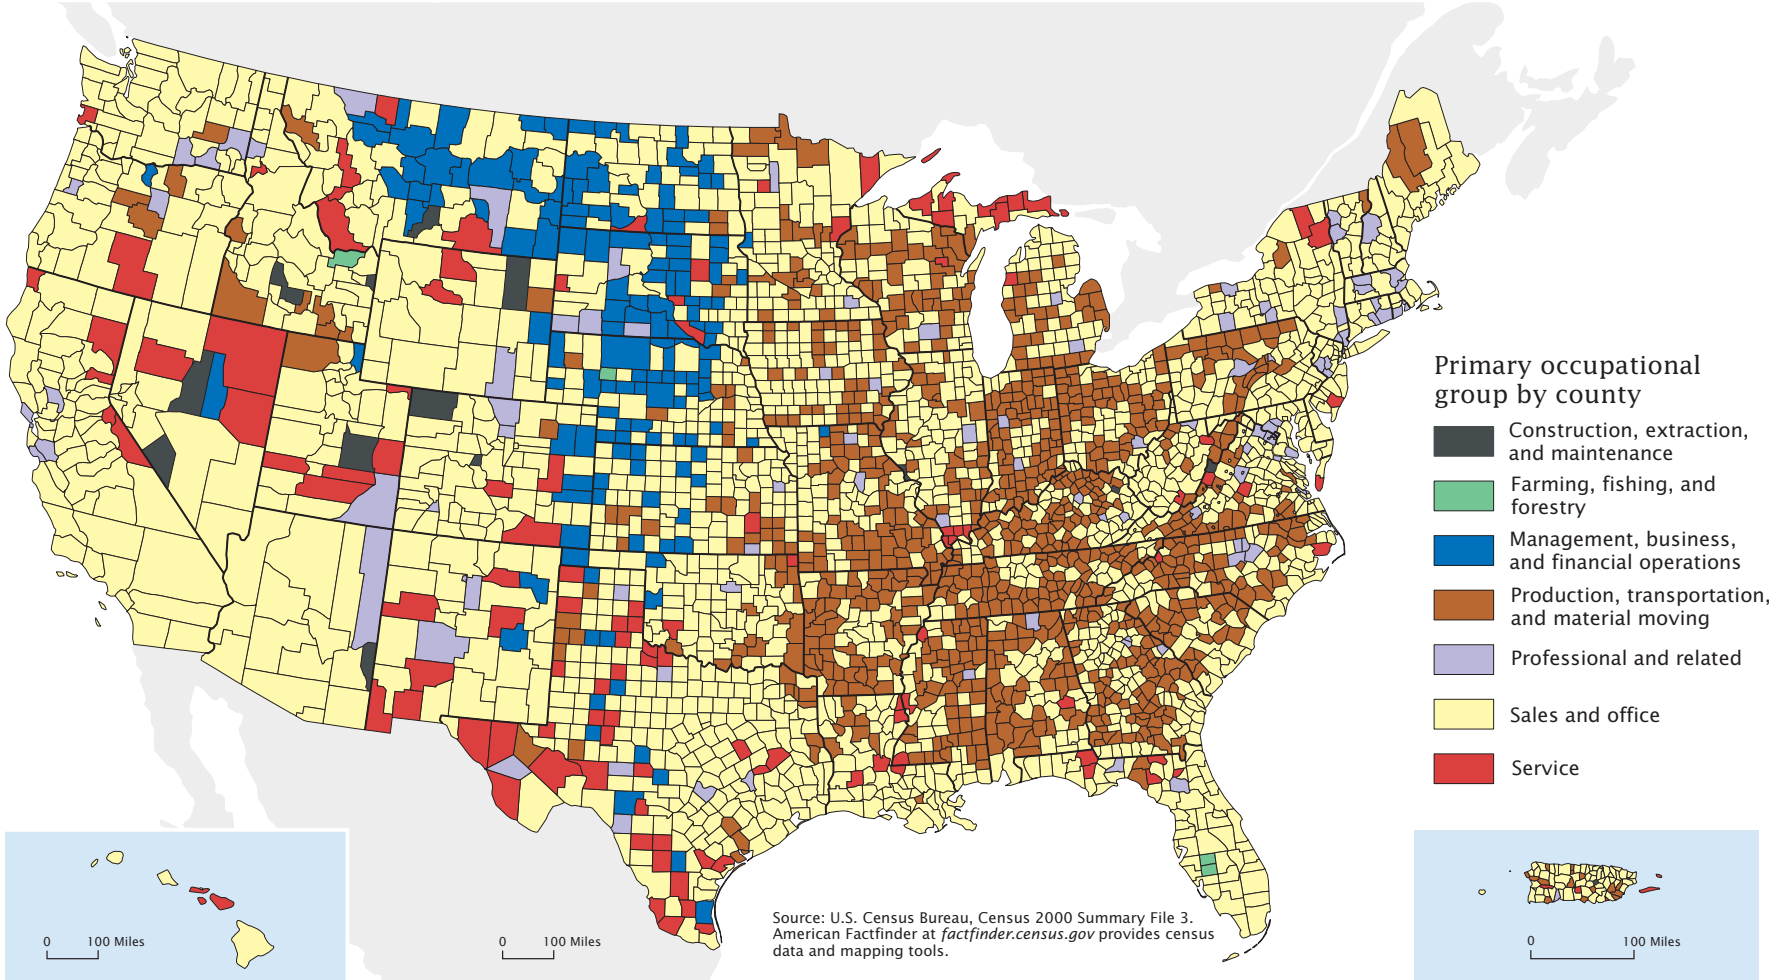 Primary occupational
group by county
Construction, extraction,
and maintenance
Farming, fishing, and
forestry
Management, business,
and financial operations
Production, transportation,
and material moving
Professional and related
Sales and office
Service
Source: U.S. Census Bureau, Census 2000 Summary File 3.
American Factfinder at factfinder.census.gov provides census
data and mapping tools.
0 100 Miles
0 100 Miles
0 100 Miles